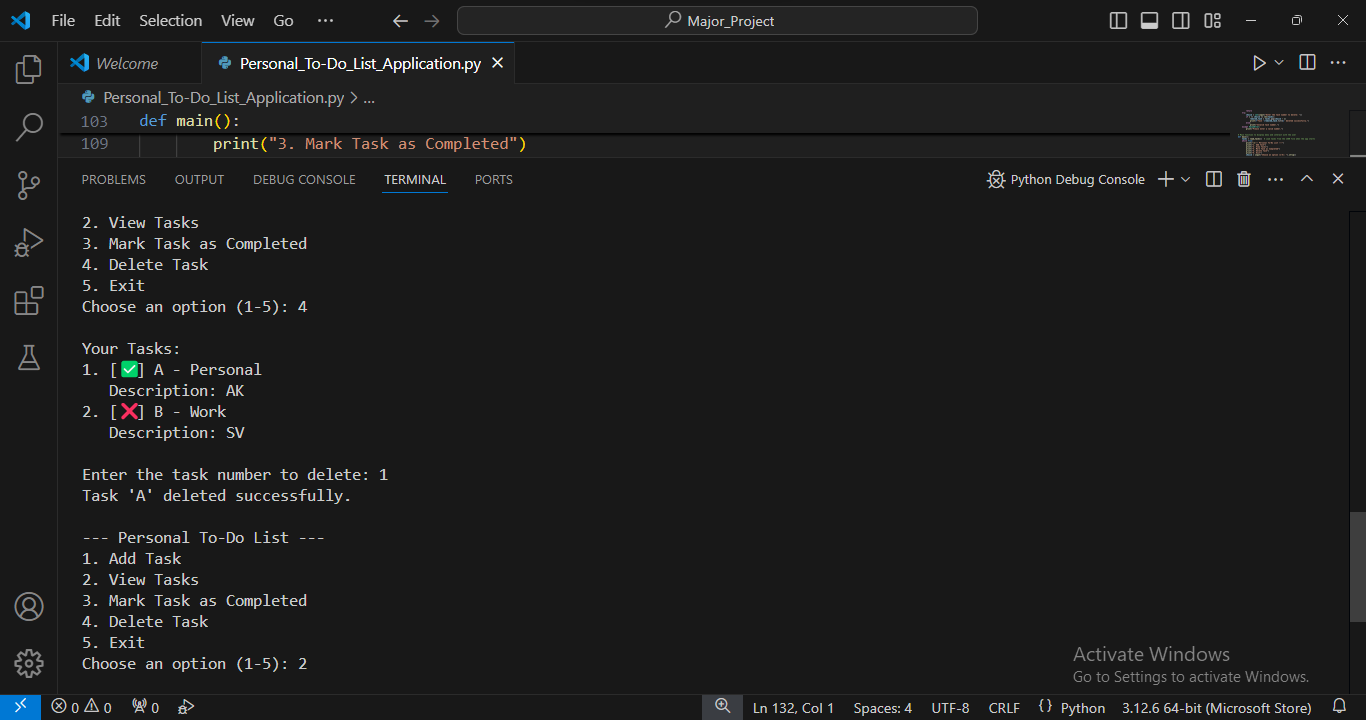 File Edit Selection View Go ··· Major_Project
Welcome Personal_To-Do_List_Application.py
Personal_To-Do_List_Application.py > ...
103 def main():
109 print("3. Mark Task as Completed")
PROBLEMS OUTPUT DEBUG CONSOLE TERMINAL PORTS Python Debug Console
2. View Tasks
3. Mark Task as Completed
4. Delete Task
5. Exit
Choose an option (1-5): 4
Your Tasks:
1. [✅] A - Personal
Description: AK
2. [❌] B - Work
Description: SV
Enter the task number to delete: 1
Task 'A' deleted successfully.
--- Personal To-Do List ---
1. Add Task
2. View Tasks
3. Mark Task as Completed
4. Delete Task
5. Exit
Choose an option (1-5): 2
Activate Windows
Go to Settings to activate Windows.
0 0 0 Ln 132, Col 1 Spaces: 4 UTF-8 CRLF {} Python 3.12.6 64-bit (Microsoft Store)